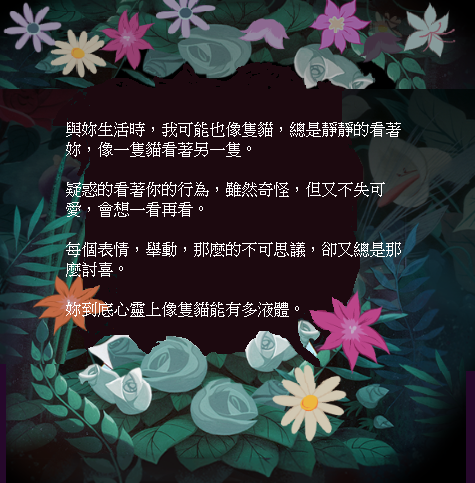 與妳生活時，我可能也像隻貓，總是靜靜的看著
妳，像一隻貓看著另一隻。
疑惑的看著你的行為，雖然奇怪，但又不失可
愛，會想一看再看。
每個表情，舉動，那麼的不可思議，卻又總是那
麼討喜。
妳到底心靈上像隻貓能有多液體。